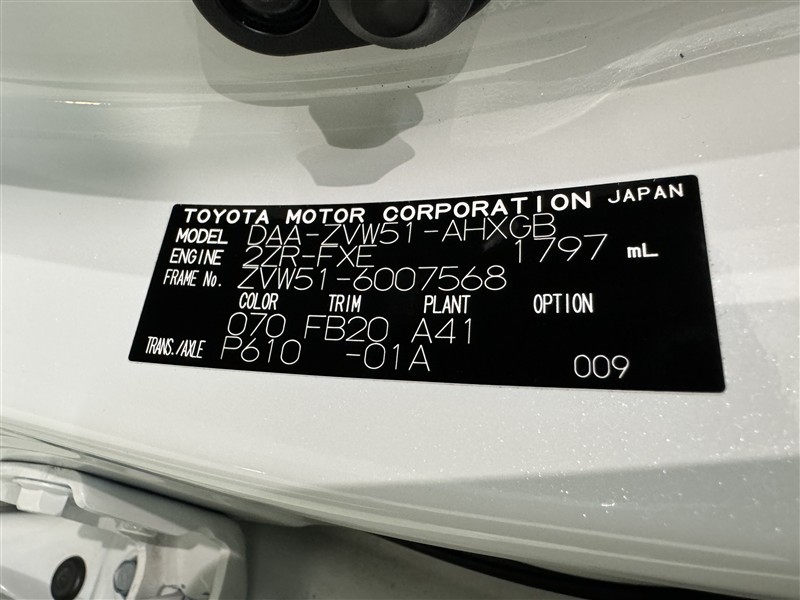 TOYOTA MOTOR CORPORATION JAPAN
MODEL DAA-ZVW51-AHXGB
ENGINE 2ZR-FXE 1797 mL
FRAME No. ZVW51-6007568
COLOR TRIM PLANT OPTION
070 FB20 A41
TRANS./AXLE P610 -01A 009